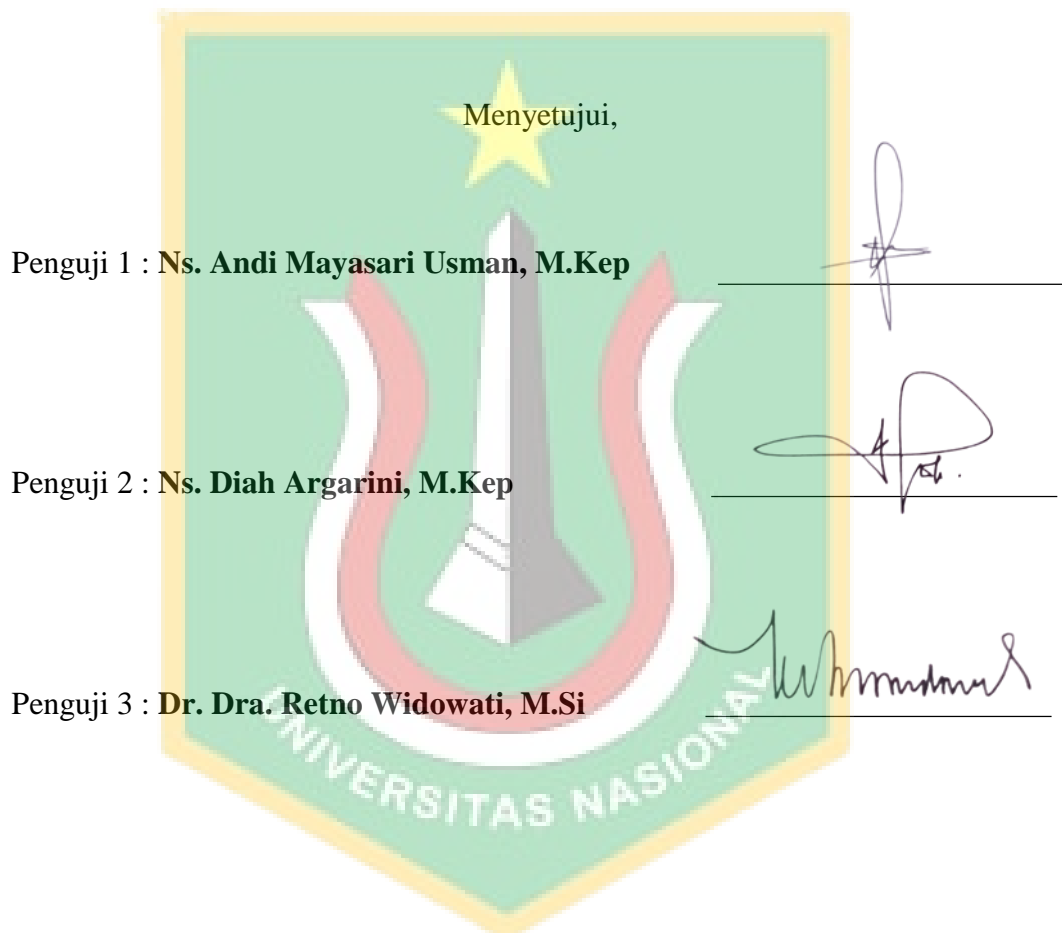 Menyetujui,
Penguji 1 : Ns. Andi Mayasari Usman, M.Kep
Penguji 2 : Ns. Diah Argarini, M.Kep
Penguji 3 : Dr. Dra. Retno Widowati, M.Si
UNIVERSITAS NASIONAL